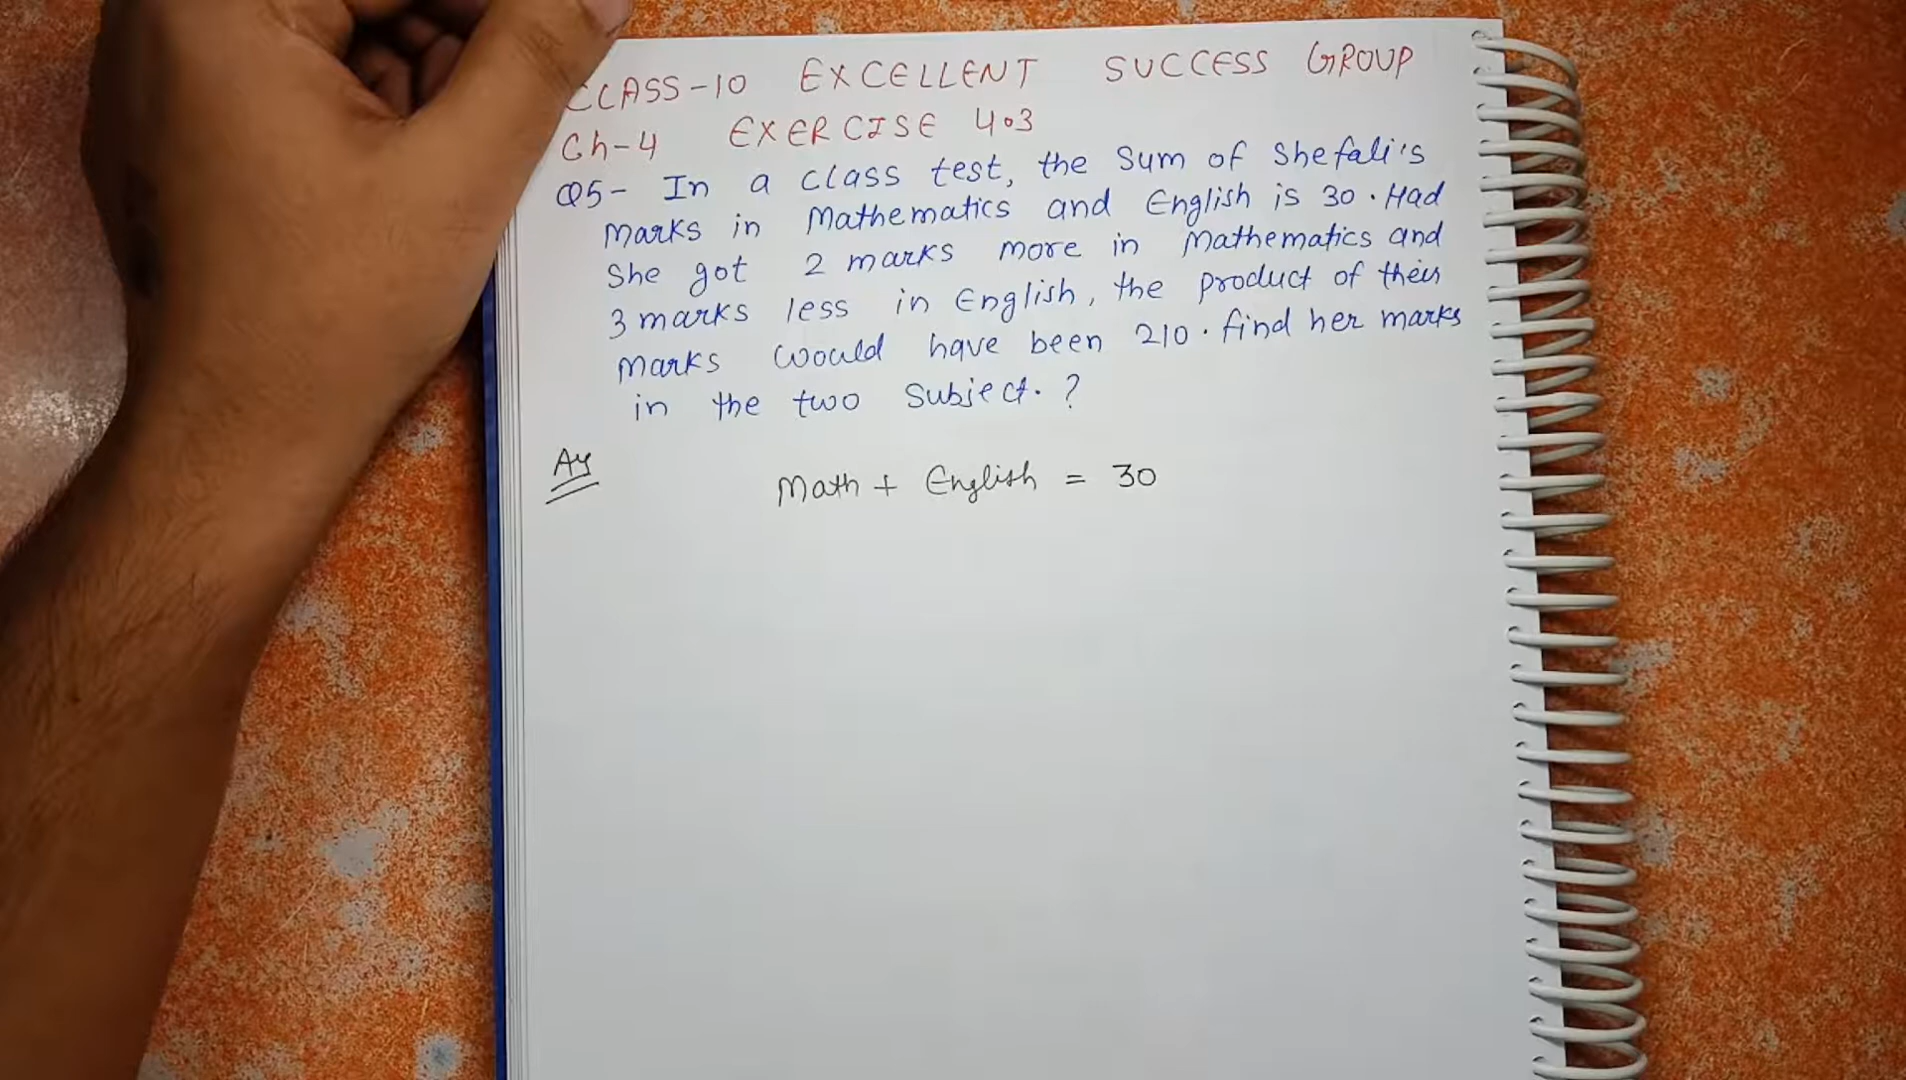 CLASS-10 EXCELLENT SUCCESS GROUP
Ch-4 EXERCISE 4.3
Q5- In a class test, the sum of Shefali's
marks in Mathematics and English is 30. Had
She got 2 marks more in Mathematics and
3 marks less in English, the product of their
marks would have been 210. find her marks
in the two subject. ?
Math + English = 30